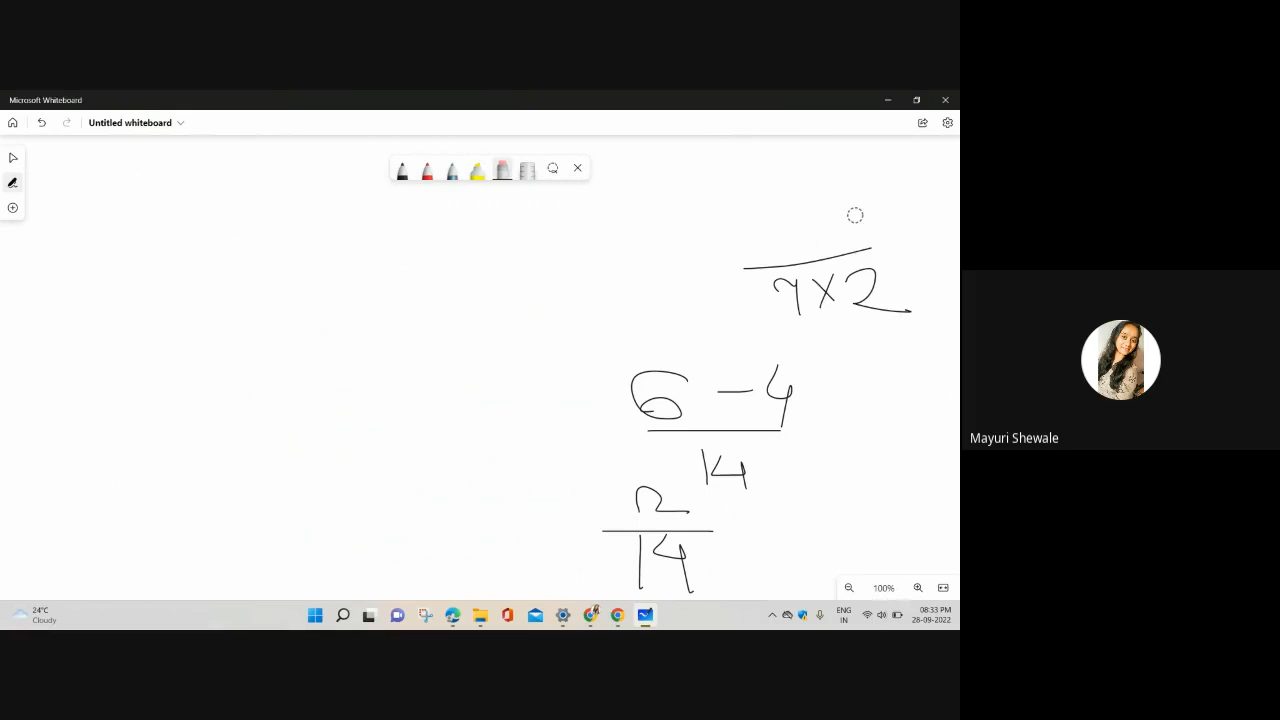 Microsoft Whiteboard
Untitled whiteboard
7 × 2
6 - 4
14
2
14
Mayuri Shewale
100%
24°C
Cloudy
ENG
IN
08:33 PM
28-09-2022